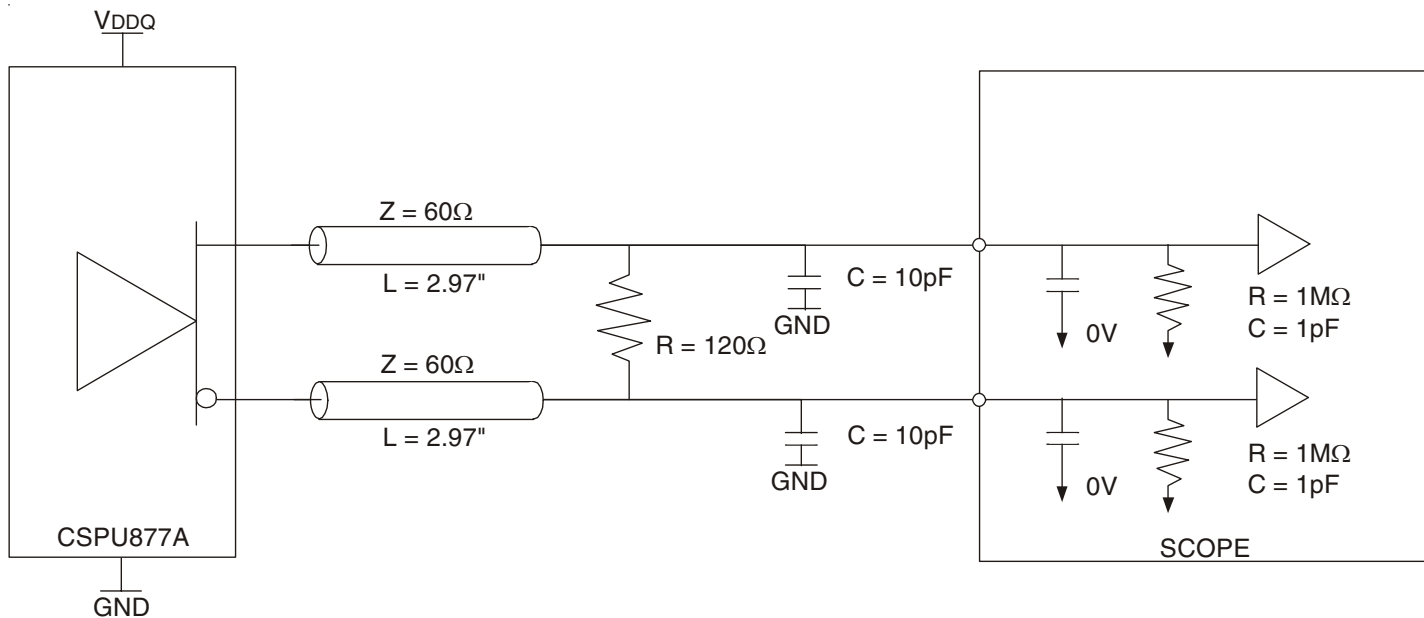 VDDQ
CSPU877A
GND
Z = 60Ω
L = 2.97"
Z = 60Ω
L = 2.97"
R = 120Ω
C = 10pF
GND
C = 10pF
GND
0V
R = 1MΩ
C = 1pF
0V
R = 1MΩ
C = 1pF
SCOPE